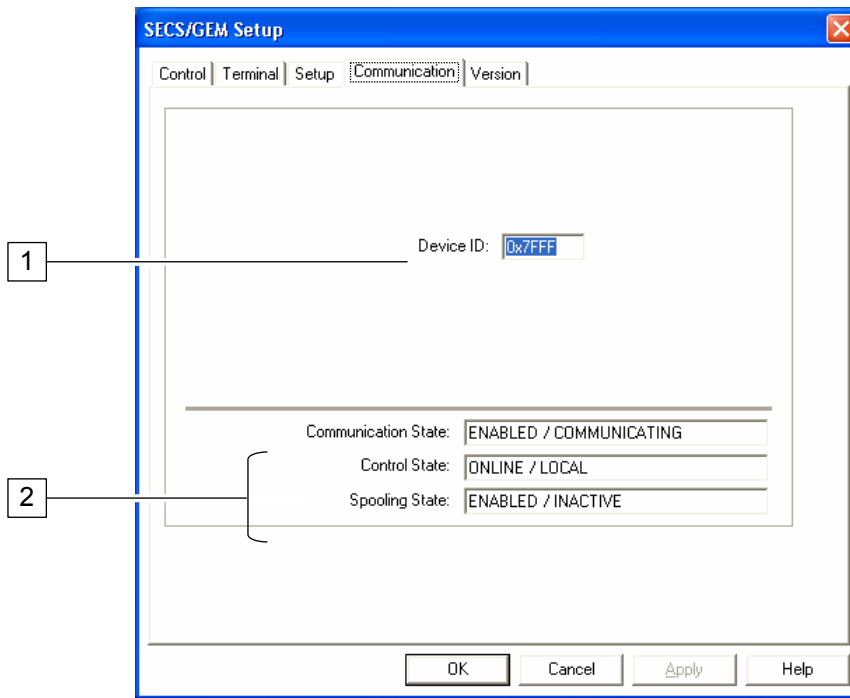 SECS/GEM Setup
Control Terminal Setup Communication Version
1
Device ID: 0x7FFF
Communication State: ENABLED / COMMUNICATING
Control State: ONLINE / LOCAL
2
Spooling State: ENABLED / INACTIVE
OK Cancel Apply Help